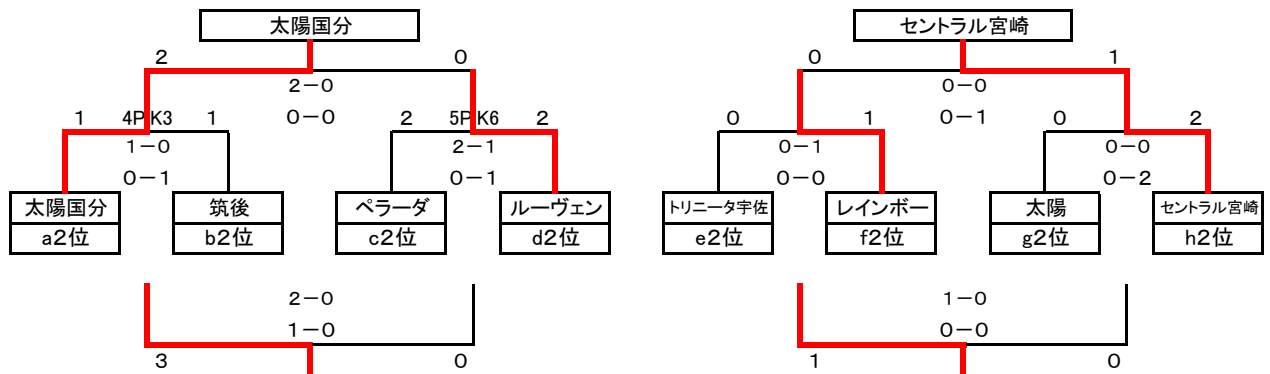 太陽国分 セントラル宮崎
2 0 0 1
2－0 0－0
1 4PK3 1 0－0 2 5PK6 2 0 1 0－1 0 2
1－0 2－1 0－1 0－0
0－1 0－1 0－0 0－2
太陽国分 筑後 ペラーダ ルーヴェン トリニータ宇佐 レインボー 太陽 セントラル宮崎
a2位 b2位 c2位 d2位 e2位 f2位 g2位 h2位
2－0 1－0
1－0 0－0
3 0 1 0